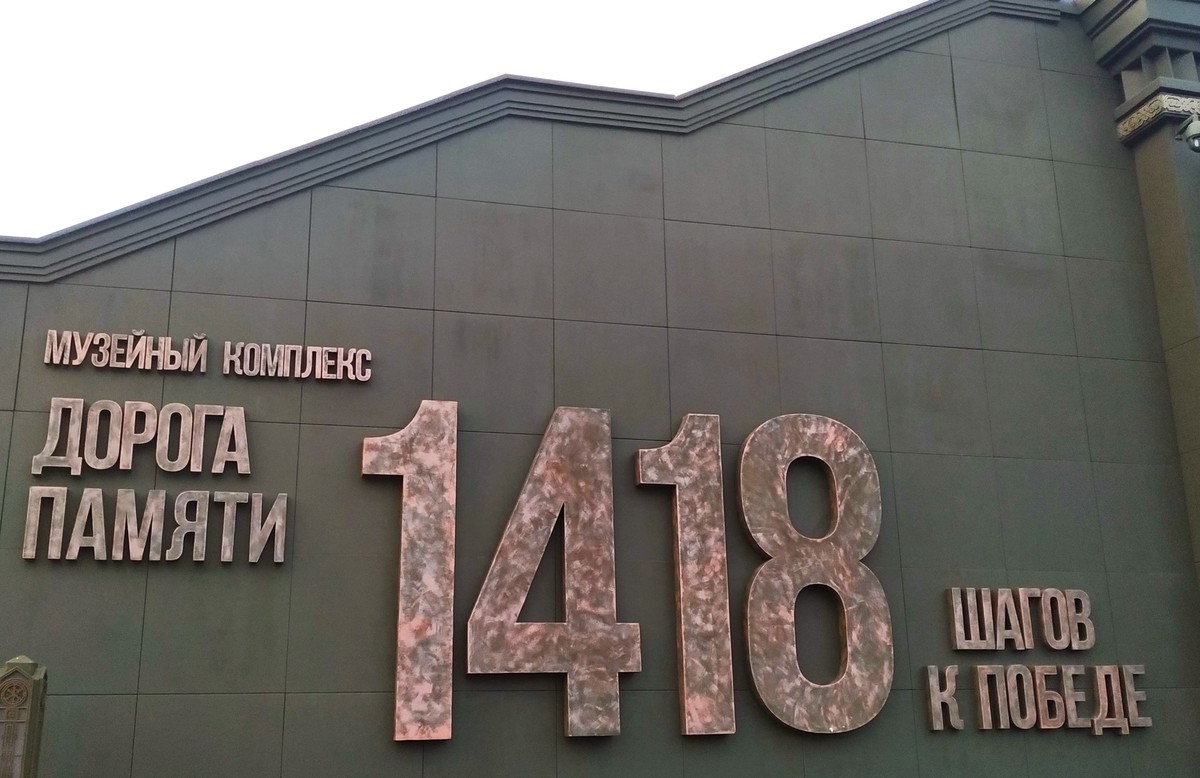 МУЗЕЙНЫЙ КОМПЛЕКС
ДОРОГА
ПАМЯТИ
1418
ШАГОВ
К ПОБЕДЕ